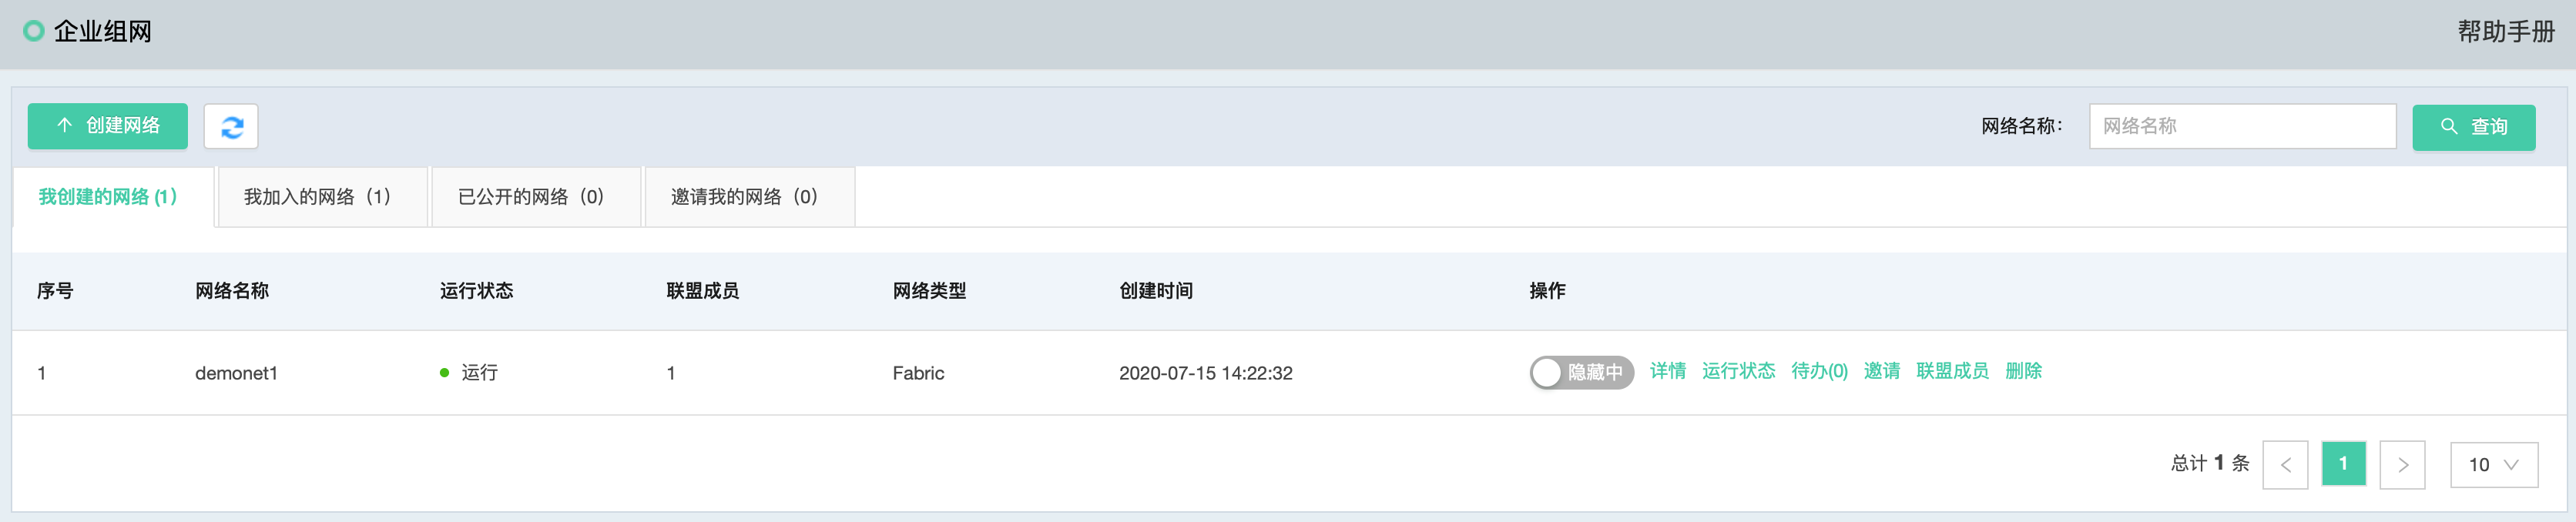 企业组网 帮助手册
创建网络 网络名称： 网络名称 查询
我创建的网络 (1) 我加入的网络（1） 已公开的网络（0） 邀请我的网络（0）
序号 网络名称 运行状态 联盟成员 网络类型 创建时间 操作
1 demonet1 运行 1 Fabric 2020-07-15 14:22:32 隐藏中 详情 运行状态 待办(0) 邀请 联盟成员 删除
总计 1 条 < 1 > 10